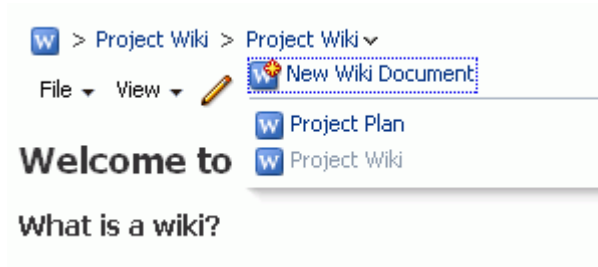 W > Project Wiki > Project Wiki
File View
W New Wiki Document
W Project Plan
W Project Wiki
Welcome to
What is a wiki?